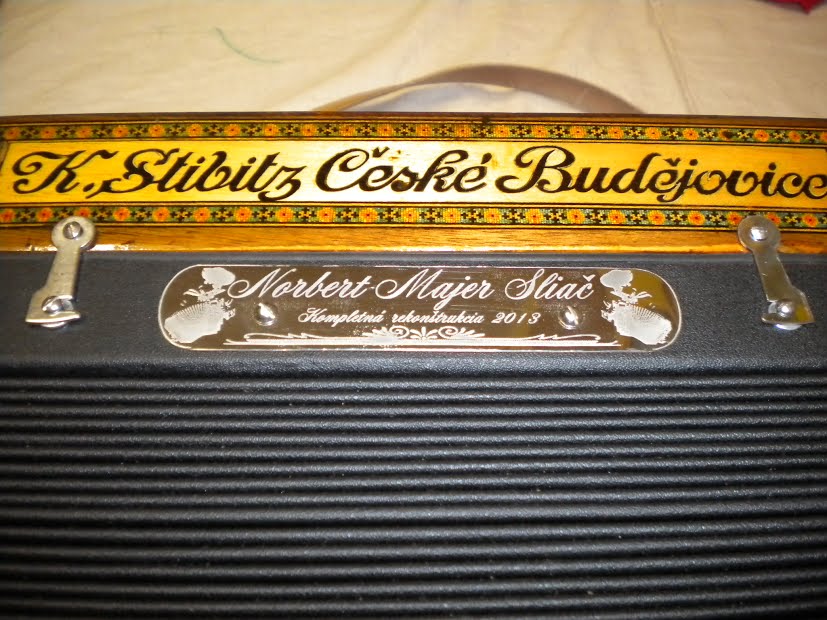 K. Stibitz České Budějovice
Norbert Majer Sliač
Kompletná rekonštrukcia 2013